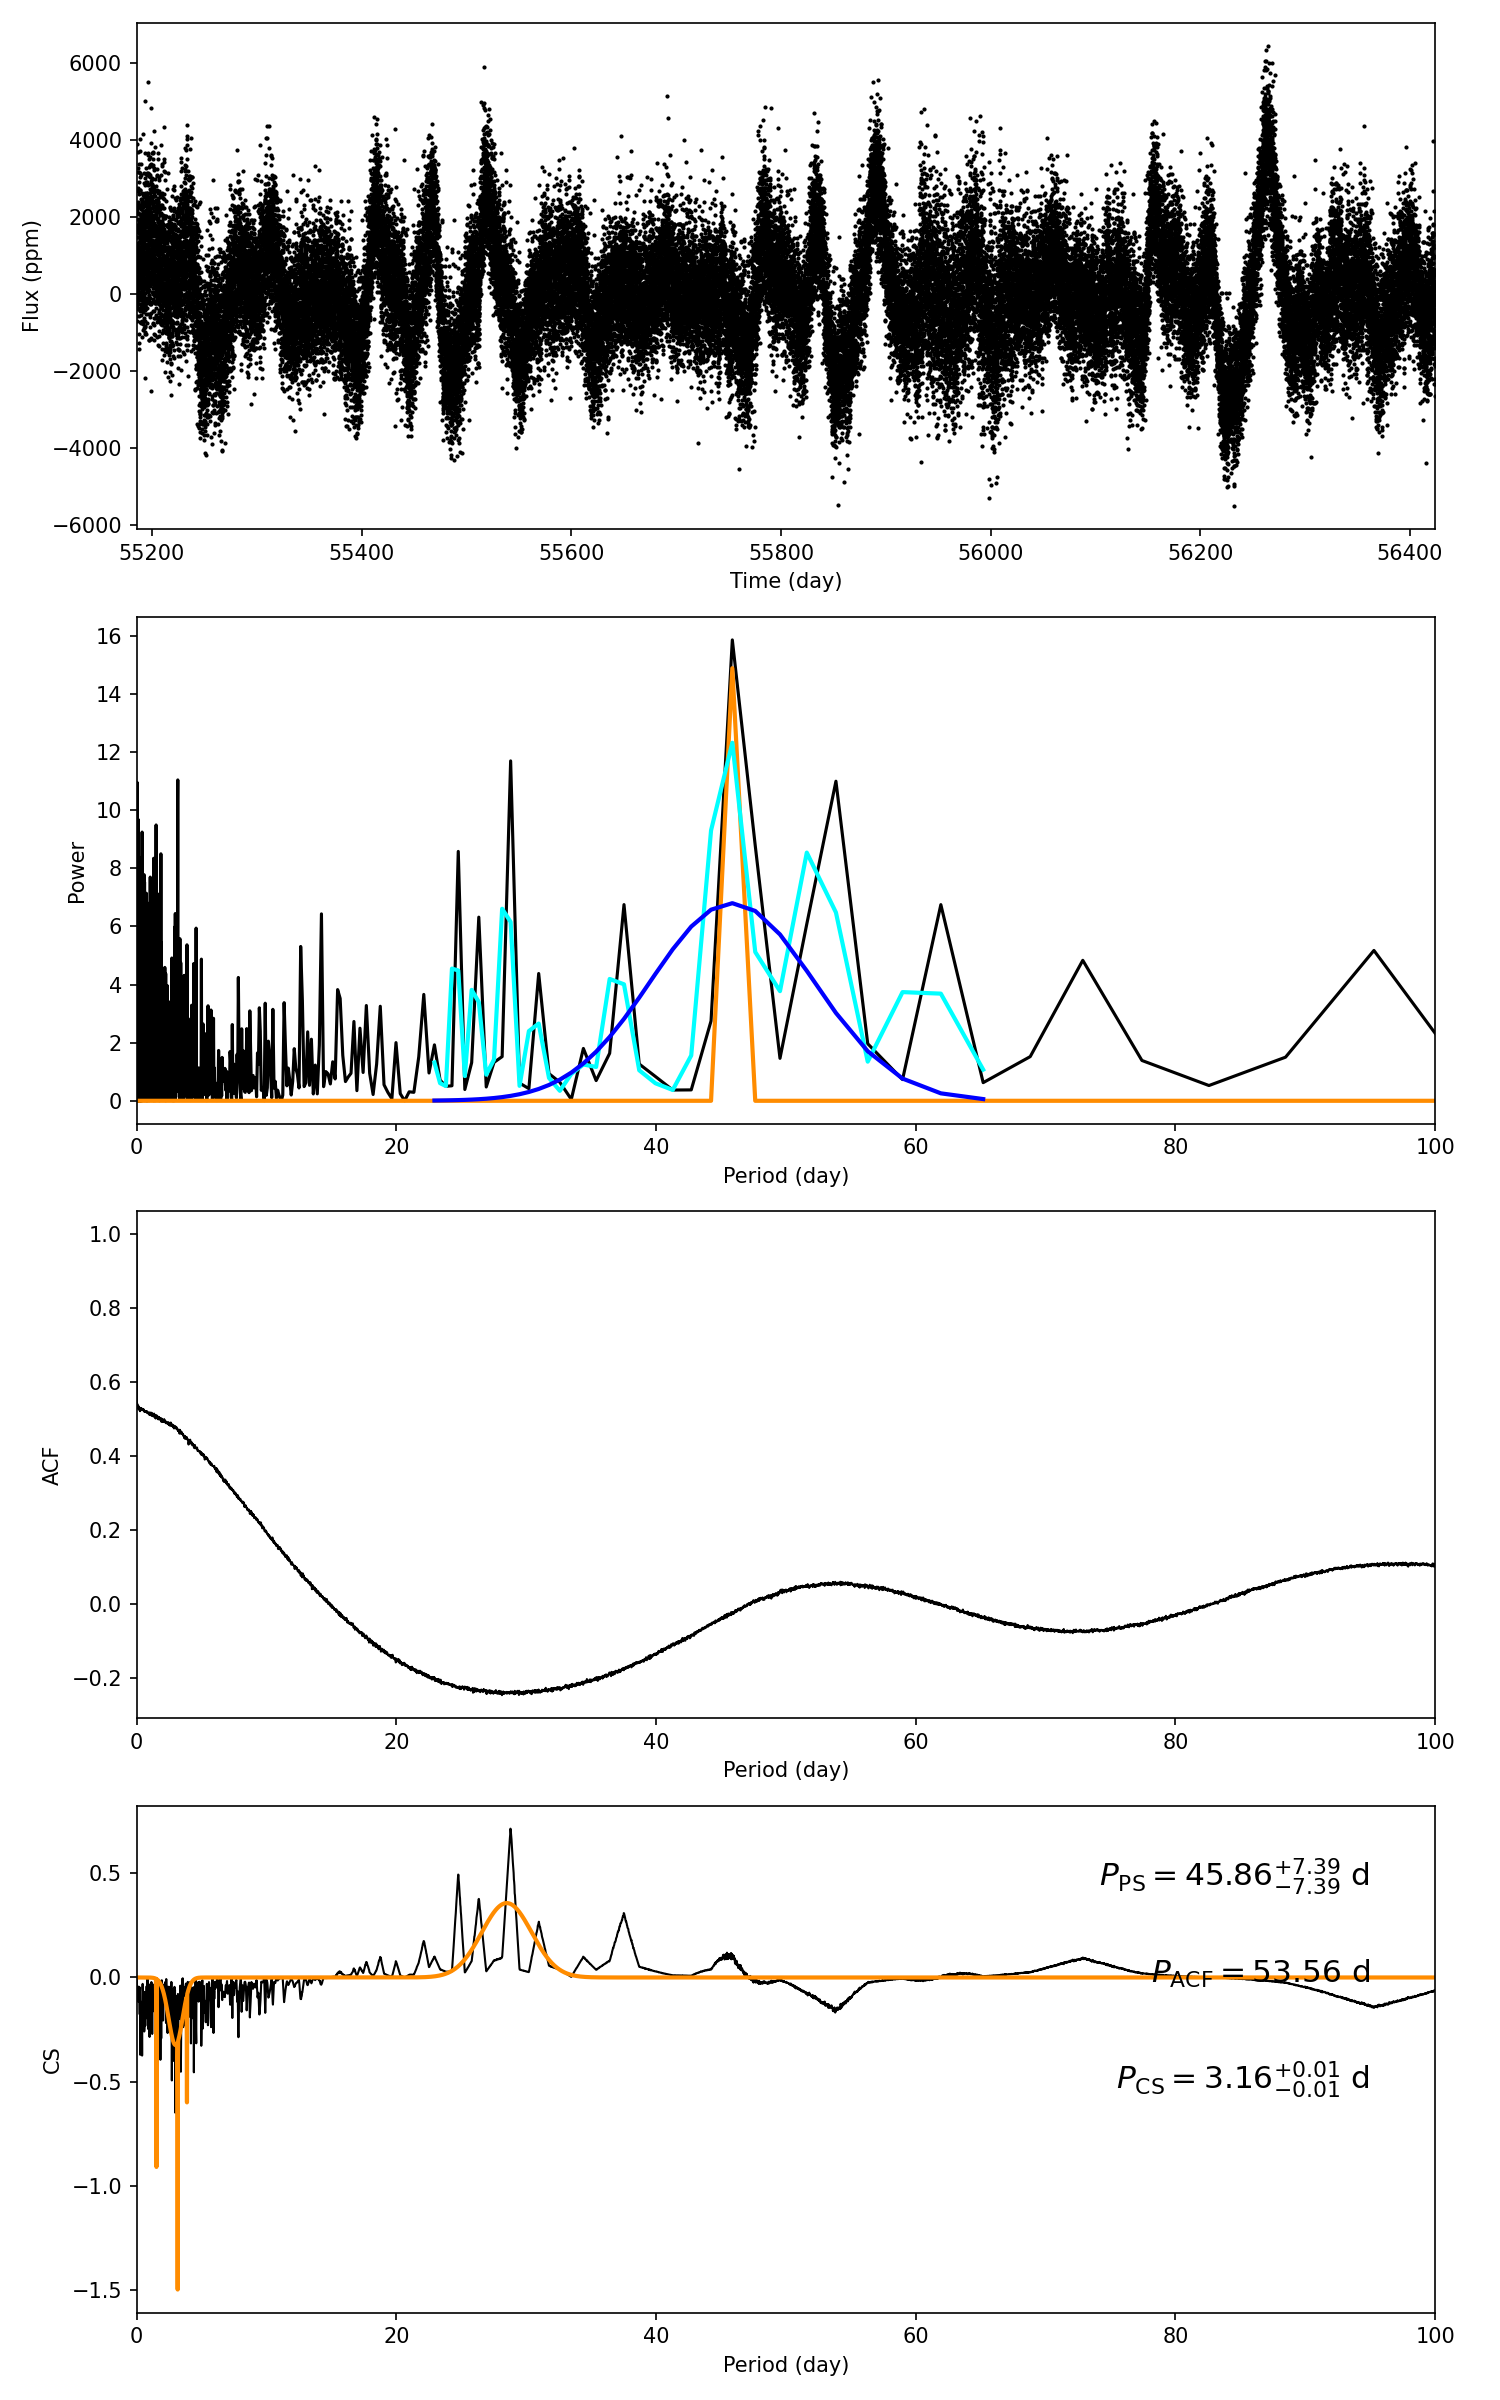 6000
4000
2000
0
−2000
−4000
−6000
Flux (ppm)
55200 55400 55600 55800 56000 56200 56400
Time (day)
16
14
12
10
8
6
4
2
0
Power
0 20 40 60 80 100
Period (day)
1.0
0.8
0.6
0.4
0.2
0.0
−0.2
ACF
0 20 40 60 80 100
Period (day)
0.5
0.0
−0.5
−1.0
−1.5
CS
P_PS = 45.86 +7.39 −7.39 d
P_ACF = 53.56 d
P_CS = 3.16 +0.01 −0.01 d
0 20 40 60 80 100
Period (day)